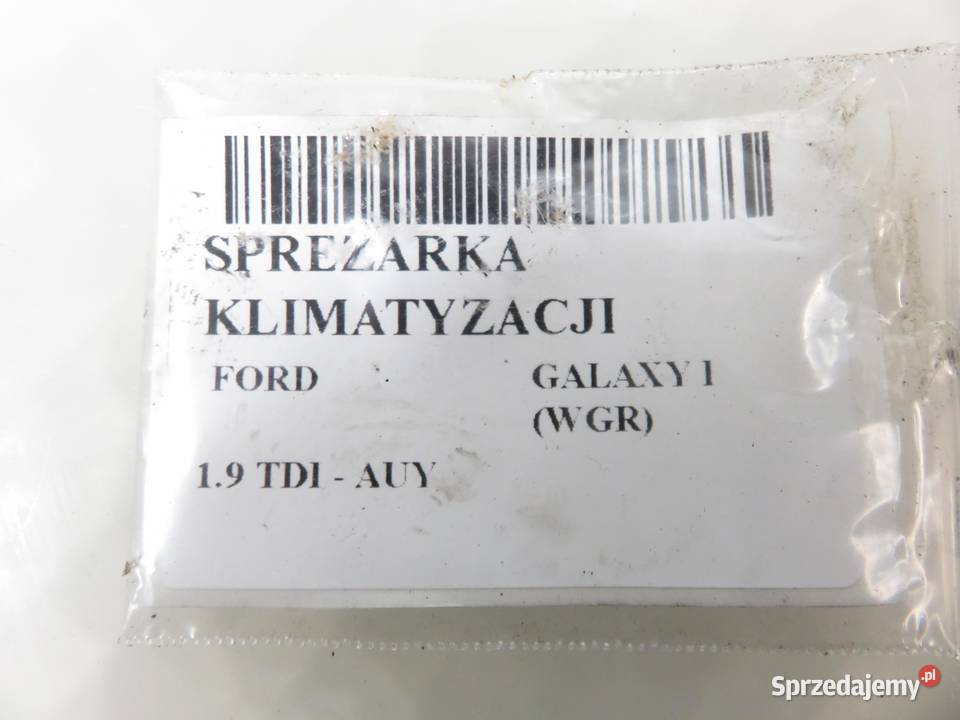 SPREZARKA
KLIMATYZACJI
FORD GALAXY I
(WGR)
1.9 TDI - AUY
Sprzedajemy.pl